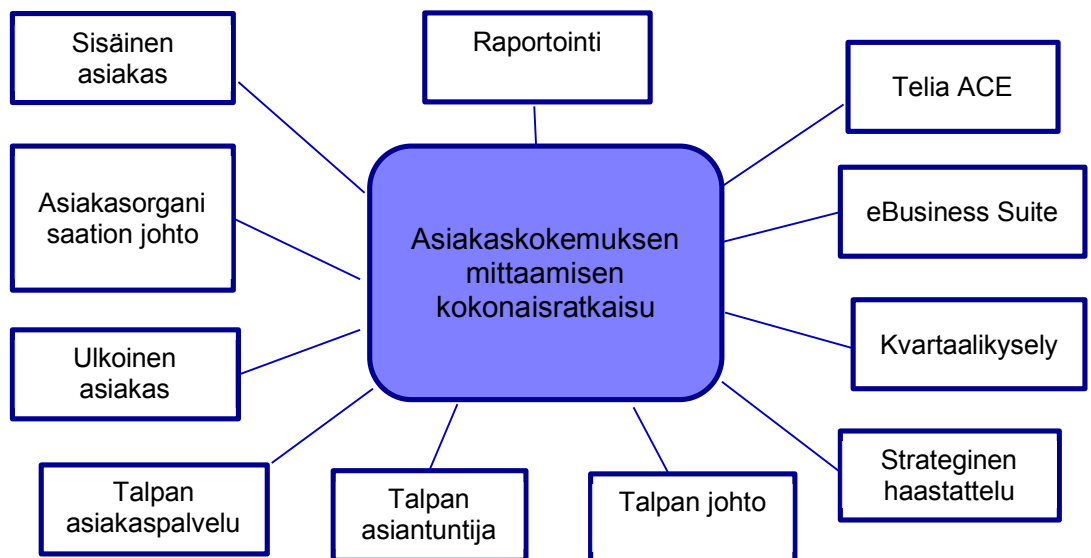 Sisäinen
asiakas
Raportointi
Telia ACE
Asiakasorgani
saation johto
eBusiness Suite
Asiakaskokemuksen
mittaamisen
kokonaisratkaisu
Ulkoinen
asiakas
Kvartaalikysely
Talpan
asiakaspalvelu
Talpan
asiantuntija
Talpan johto
Strateginen
haastattelu